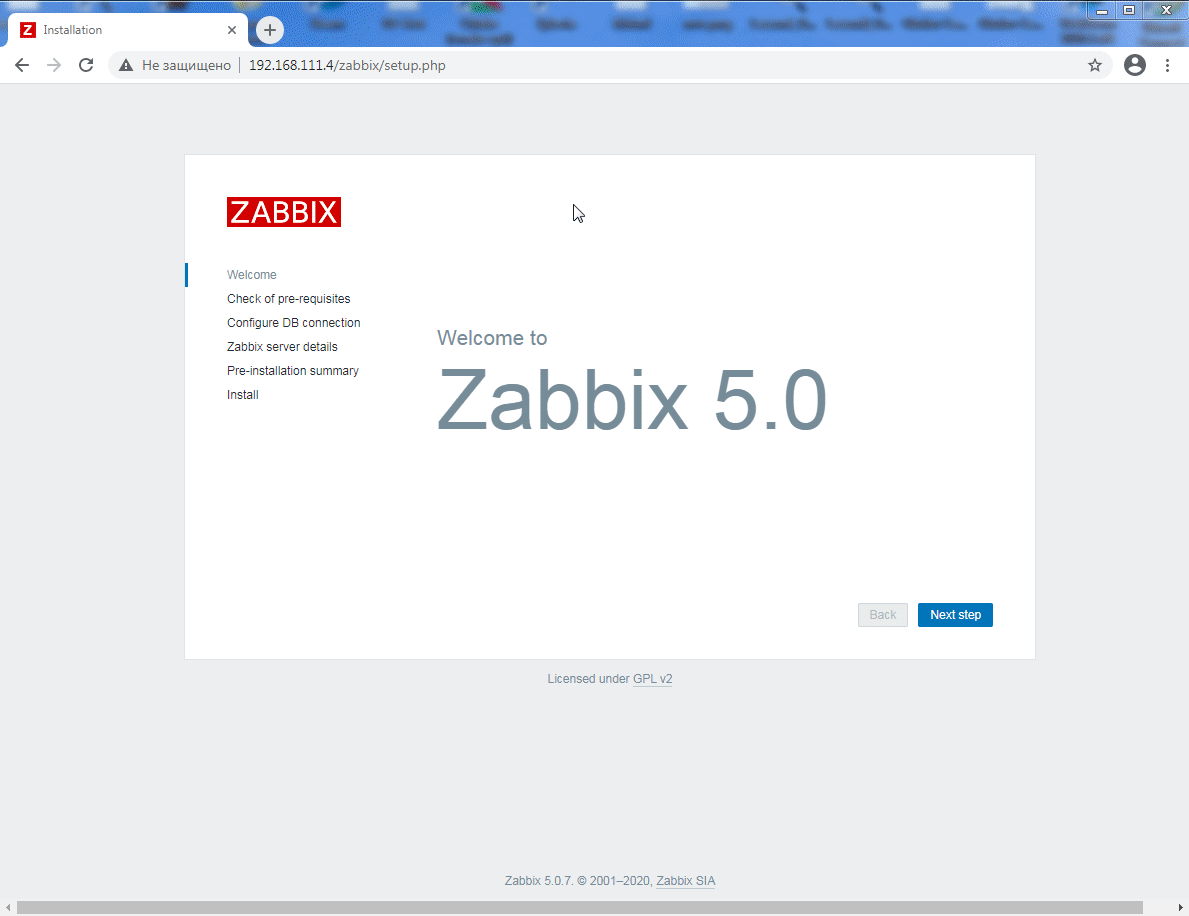 Installation
Не защищено
192.168.111.4/zabbix/setup.php
ZABBIX
Welcome
Check of pre-requisites
Configure DB connection
Zabbix server details
Pre-installation summary
Install
Welcome to
Zabbix 5.0
Back
Next step
Licensed under GPL v2
Zabbix 5.0.7. © 2001–2020, Zabbix SIA